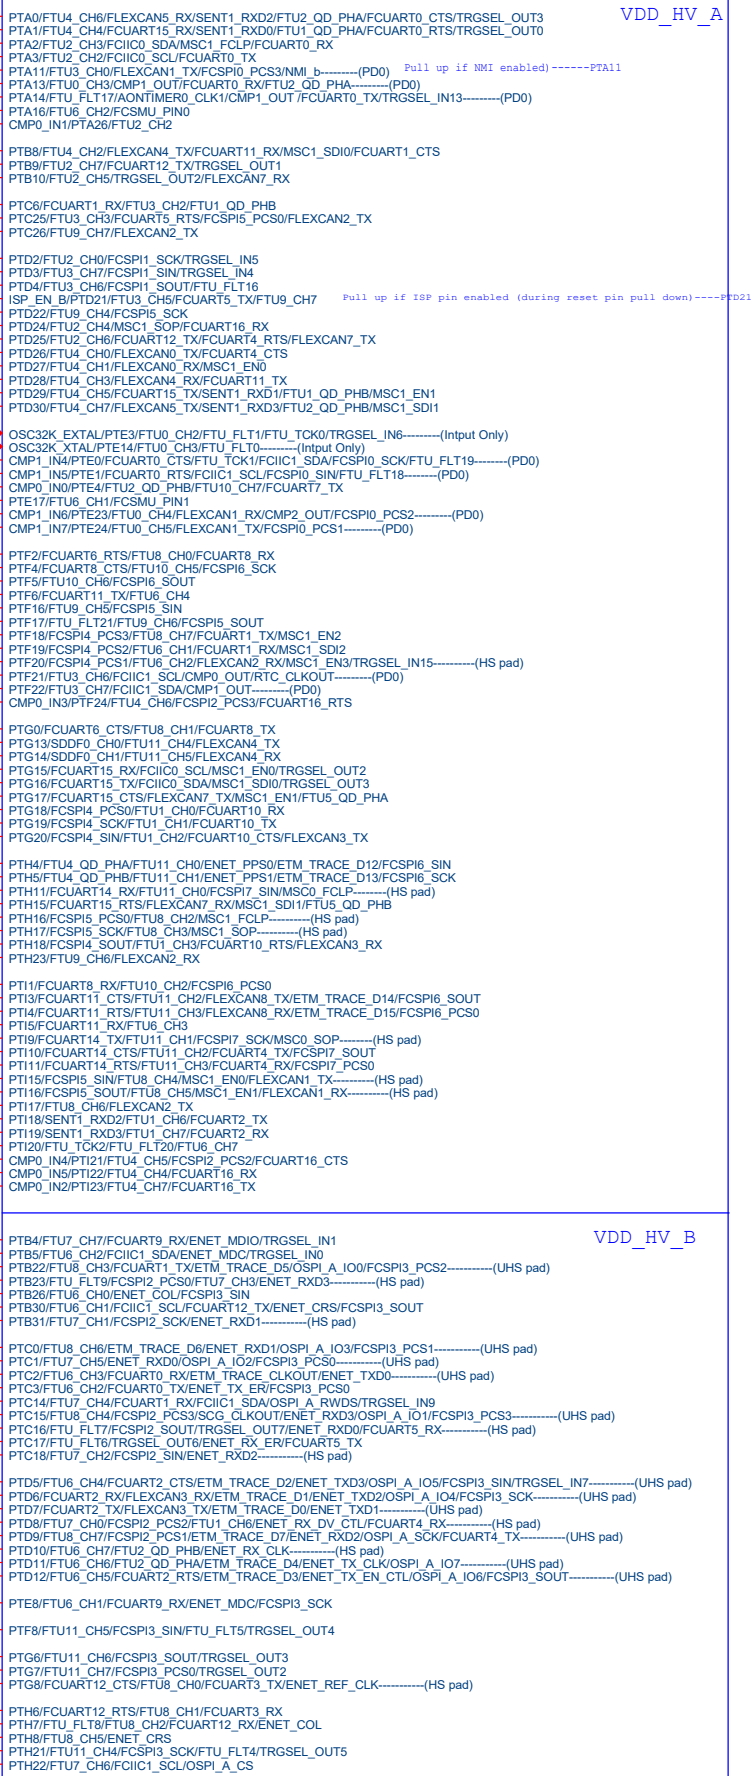 VDD_HV_A
PTA0/FTU4_CH6/FLEXCAN5_RX/SENT1_RXD2/FTU2_QD_PHA/FCUART0_CTS/TRGSEL_OUT3
PTA1/FTU4_CH4/FCUART15_RX/SENT1_RXD0/FTU1_QD_PHA/FCUART0_RTS/TRGSEL_OUT0
PTA2/FTU2_CH3/FCIIC0_SDA/MSC1_FCLP/FCUART0_RX
PTA3/FTU2_CH2/FCIIC0_SCL/FCUART0_TX
PTA11/FTU3_CH0/FLEXCAN1_TX/FCSPI0_PCS3/NMI_b---------(PD0) Pull up if NMI enabled)------PTA11
PTA13/FTU0_CH3/CMP1_OUT/FCUART0_RX/FTU2_QD_PHA---------(PD0)
PTA14/FTU_FLT17/AONTIMER0_CLK1/CMP1_OUT /FCUART0_TX/TRGSEL_IN13---------(PD0)
PTA16/FTU6_CH2/FCSMU_PIN0
CMP0_IN1/PTA26/FTU2_CH2
PTB8/FTU4_CH2/FLEXCAN4_TX/FCUART11_RX/MSC1_SDI0/FCUART1_CTS
PTB9/FTU2_CH7/FCUART12_TX/TRGSEL_OUT1
PTB10/FTU2_CH5/TRGSEL_OUT2/FLEXCAN7_RX
PTC6/FCUART1_RX/FTU3_CH2/FTU1_QD_PHB
PTC25/FTU3_CH3/FCUART5_RTS/FCSPI5_PCS0/FLEXCAN2_TX
PTC26/FTU9_CH7/FLEXCAN2_TX
PTD2/FTU2_CH0/FCSPI1_SCK/TRGSEL_IN5
PTD3/FTU3_CH7/FCSPI1_SIN/TRGSEL_IN4
PTD4/FTU3_CH6/FCSPI1_SOUT/FTU_FLT16
ISP_EN_B/PTD21/FTU3_CH5/FCUART5_TX/FTU9_CH7 Pull up if ISP pin enabled (during reset pin pull down)----PTD21
PTD22/FTU9_CH4/FCSPI5_SCK
PTD24/FTU2_CH4/MSC1_SOP/FCUART16_RX
PTD25/FTU2_CH6/FCUART12_TX/FCUART4_RTS/FLEXCAN7_TX
PTD26/FTU4_CH0/FLEXCAN0_TX/FCUART4_CTS
PTD27/FTU4_CH1/FLEXCAN0_RX/MSC1_EN0
PTD28/FTU4_CH3/FLEXCAN4_RX/FCUART11_TX
PTD29/FTU4_CH5/FCUART15_TX/SENT1_RXD1/FTU1_QD_PHB/MSC1_EN1
PTD30/FTU4_CH7/FLEXCAN5_TX/SENT1_RXD3/FTU2_QD_PHB/MSC1_SDI1
OSC32K_EXTAL/PTE3/FTU0_CH2/FTU_FLT1/FTU_TCK0/TRGSEL_IN6---------(Intput Only)
OSC32K_XTAL/PTE14/FTU0_CH3/FTU_FLT0---------(Intput Only)
CMP1_IN4/PTE0/FCUART0_CTS/FTU_TCK1/FCIIC1_SDA/FCSPI0_SCK/FTU_FLT19--------(PD0)
CMP1_IN5/PTE1/FCUART0_RTS/FCIIC1_SCL/FCSPI0_SIN/FTU_FLT18--------(PD0)
CMP0_IN0/PTE4/FTU2_QD_PHB/FTU10_CH7/FCUART7_TX
PTE17/FTU6_CH1/FCSMU_PIN1
CMP1_IN6/PTE23/FTU0_CH4/FLEXCAN1_RX/CMP2_OUT/FCSPI0_PCS2---------(PD0)
CMP1_IN7/PTE24/FTU0_CH5/FLEXCAN1_TX/FCSPI0_PCS1---------(PD0)
PTF2/FCUART6_RTS/FTU8_CH0/FCUART8_RX
PTF4/FCUART8_CTS/FTU10_CH5/FCSPI6_SCK
PTF5/FTU10_CH6/FCSPI6_SOUT
PTF6/FCUART11_TX/FTU6_CH4
PTF16/FTU9_CH5/FCSPI5_SIN
PTF17/FTU_FLT21/FTU9_CH6/FCSPI5_SOUT
PTF18/FCSPI4_PCS3/FTU8_CH7/FCUART1_TX/MSC1_EN2
PTF19/FCSPI4_PCS2/FTU6_CH1/FCUART1_RX/MSC1_SDI2
PTF20/FCSPI4_PCS1/FTU6_CH2/FLEXCAN2_RX/MSC1_EN3/TRGSEL_IN15----------(HS pad)
PTF21/FTU3_CH6/FCIIC1_SCL/CMP0_OUT/RTC_CLKOUT---------(PD0)
PTF22/FTU3_CH7/FCIIC1_SDA/CMP1_OUT---------(PD0)
CMP0_IN3/PTF24/FTU4_CH6/FCSPI2_PCS3/FCUART16_RTS
PTG0/FCUART6_CTS/FTU8_CH1/FCUART8_TX
PTG13/SDDF0_CH0/FTU11_CH4/FLEXCAN4_TX
PTG14/SDDF0_CH1/FTU11_CH5/FLEXCAN4_RX
PTG15/FCUART15_RX/FCIIC0_SCL/MSC1_EN0/TRGSEL_OUT2
PTG16/FCUART15_TX/FCIIC0_SDA/MSC1_SDI0/TRGSEL_OUT3
PTG17/FCUART15_CTS/FLEXCAN7_TX/MSC1_EN1/FTU5_QD_PHA
PTG18/FCSPI4_PCS0/FTU1_CH0/FCUART10_RX
PTG19/FCSPI4_SCK/FTU1_CH1/FCUART10_TX
PTG20/FCSPI4_SIN/FTU1_CH2/FCUART10_CTS/FLEXCAN3_TX
PTH4/FTU4_QD_PHA/FTU11_CH0/ENET_PPS0/ETM_TRACE_D12/FCSPI6_SIN
PTH5/FTU4_QD_PHB/FTU11_CH1/ENET_PPS1/ETM_TRACE_D13/FCSPI6_SCK
PTH11/FCUART14_RX/FTU11_CH0/FCSPI7_SIN/MSC0_FCLP--------(HS pad)
PTH15/FCUART15_RTS/FLEXCAN7_RX/MSC1_SDI1/FTU5_QD_PHB
PTH16/FCSPI5_PCS0/FTU8_CH2/MSC1_FCLP----------(HS pad)
PTH17/FCSPI5_SCK/FTU8_CH3/MSC1_SOP----------(HS pad)
PTH18/FCSPI4_SOUT/FTU1_CH3/FCUART10_RTS/FLEXCAN3_RX
PTH23/FTU9_CH6/FLEXCAN2_RX
PTI1/FCUART8_RX/FTU10_CH2/FCSPI6_PCS0
PTI3/FCUART11_CTS/FTU11_CH2/FLEXCAN8_TX/ETM_TRACE_D14/FCSPI6_SOUT
PTI4/FCUART11_RTS/FTU11_CH3/FLEXCAN8_RX/ETM_TRACE_D15/FCSPI6_PCS0
PTI5/FCUART11_RX/FTU6_CH3
PTI9/FCUART14_TX/FTU11_CH1/FCSPI7_SCK/MSC0_SOP--------(HS pad)
PTI10/FCUART14_CTS/FTU11_CH2/FCUART4_TX/FCSPI7_SOUT
PTI11/FCUART14_RTS/FTU11_CH3/FCUART4_RX/FCSPI7_PCS0
PTI15/FCSPI5_SIN/FTU8_CH4/MSC1_EN0/FLEXCAN1_TX----------(HS pad)
PTI16/FCSPI5_SOUT/FTU8_CH5/MSC1_EN1/FLEXCAN1_RX----------(HS pad)
PTI17/FTU8_CH6/FLEXCAN2_TX
PTI18/SENT1_RXD2/FTU1_CH6/FCUART2_TX
PTI19/SENT1_RXD3/FTU1_CH7/FCUART2_RX
PTI20/FTU_TCK2/FTU_FLT20/FTU6_CH7
CMP0_IN4/PTI21/FTU4_CH5/FCSPI2_PCS2/FCUART16_CTS
CMP0_IN5/PTI22/FTU4_CH4/FCUART16_RX
CMP0_IN2/PTI23/FTU4_CH7/FCUART16_TX
VDD_HV_B
PTB4/FTU7_CH7/FCUART9_RX/ENET_MDIO/TRGSEL_IN1
PTB5/FTU6_CH2/FCIIC1_SDA/ENET_MDC/TRGSEL_IN0
PTB22/FTU8_CH3/FCUART1_TX/ETM_TRACE_D5/OSPI_A_IO0/FCSPI3_PCS2----------(UHS pad)
PTB23/FTU_FLT9/FCSPI2_PCS0/FTU7_CH3/ENET_RXD3-----------(HS pad)
PTB26/FTU6_CH0/ENET_COL/FCSPI3_SIN
PTB30/FTU6_CH1/FCIIC1_SCL/FCUART12_TX/ENET_CRS/FCSPI3_SOUT
PTB31/FTU7_CH1/FCSPI2_SCK/ENET_RXD1-----------(HS pad)
PTC0/FTU8_CH6/ETM_TRACE_D6/ENET_RXD1/OSPI_A_IO3/FCSPI3_PCS1-----------(UHS pad)
PTC1/FTU7_CH5/ENET_RXD0/OSPI_A_IO2/FCSPI3_PCS0-----------(UHS pad)
PTC2/FTU6_CH3/FCUART0_RX/ETM_TRACE_CLKOUT/ENET_TXD0-----------(UHS pad)
PTC3/FTU6_CH2/FCUART0_TX/ENET_TX_ER/FCSPI3_PCS0
PTC14/FTU7_CH4/FCUART1_RX/FCIIC1_SDA/OSPI_A_RWDS/TRGSEL_IN9
PTC15/FTU8_CH4/FCSPI2_PCS3/SCG_CLKOUT/ENET_RXD3/OSPI_A_IO1/FCSPI3_PCS3-----------(UHS pad)
PTC16/FTU_FLT7/FCSPI2_SOUT/TRGSEL_OUT7/ENET_RXD0/FCUART5_RX-----------(HS pad)
PTC17/FTU_FLT6/TRGSEL_OUT6/ENET_RX_ER/FCUART5_TX
PTC18/FTU7_CH2/FCSPI2_SIN/ENET_RXD2-----------(HS pad)
PTD5/FTU6_CH4/FCUART2_CTS/ETM_TRACE_D2/ENET_TXD3/OSPI_A_IO5/FCSPI3_SIN/TRGSEL_IN7-----------(UHS pad)
PTD6/FCUART2_RX/FLEXCAN3_RX/ETM_TRACE_D1/ENET_TXD2/OSPI_A_IO4/FCSPI3_SCK-----------(UHS pad)
PTD7/FCUART2_TX/FLEXCAN3_TX/ETM_TRACE_D0/ENET_TXD1-----------(UHS pad)
PTD8/FTU7_CH0/FCSPI2_PCS2/FTU1_CH6/ENET_RX_DV_CTL/FCUART4_RX-----------(HS pad)
PTD9/FTU8_CH7/FCSPI2_PCS1/ETM_TRACE_D7/ENET_RXD2/OSPI_A_SCK/FCUART4_TX-----------(UHS pad)
PTD10/FTU6_CH7/FTU2_QD_PHB/ENET_RX_CLK-----------(HS pad)
PTD11/FTU6_CH6/FTU2_QD_PHA/ETM_TRACE_D4/ENET_TX_CLK/OSPI_A_IO7-----------(UHS pad)
PTD12/FTU6_CH5/FCUART2_RTS/ETM_TRACE_D3/ENET_TX_EN_CTL/OSPI_A_IO6/FCSPI3_SOUT-----------(UHS pad)
PTE8/FTU6_CH1/FCUART9_RX/ENET_MDC/FCSPI3_SCK
PTF8/FTU11_CH5/FCSPI3_SIN/FTU_FLT5/TRGSEL_OUT4
PTG6/FTU11_CH6/FCSPI3_SOUT/TRGSEL_OUT3
PTG7/FTU11_CH7/FCSPI3_PCS0/TRGSEL_OUT2
PTG8/FCUART12_CTS/FTU8_CH0/FCUART3_TX/ENET_REF_CLK-----------(HS pad)
PTH6/FCUART12_RTS/FTU8_CH1/FCUART3_RX
PTH7/FTU_FLT8/FTU8_CH2/FCUART12_RX/ENET_COL
PTH8/FTU8_CH5/ENET_CRS
PTH21/FTU11_CH4/FCSPI3_SCK/FTU_FLT4/TRGSEL_OUT5
PTH22/FTU7_CH6/FCIIC1_SCL/OSPI_A_CS